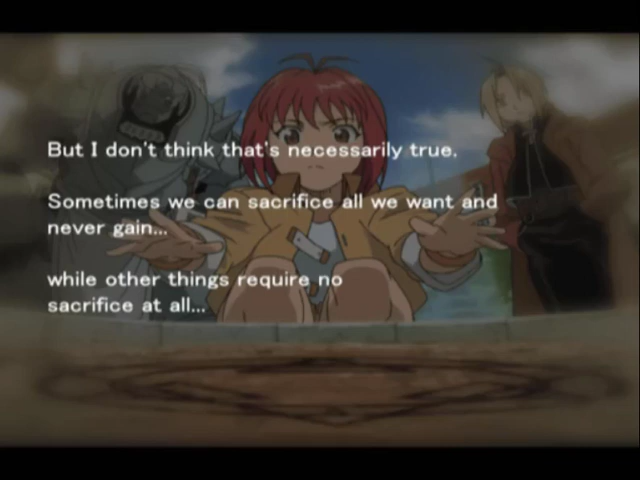 But I don't think that's necessarily true.
Sometimes we can sacrifice all we want and
never gain...
while other things require no
sacrifice at all...